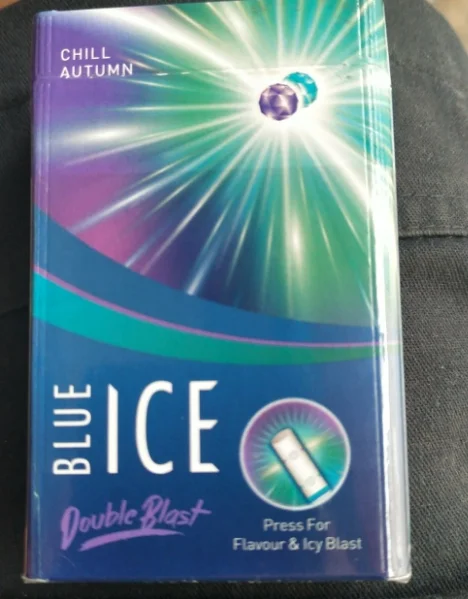 CHILL
AUTUMN
BLUE ICE
Double Blast
Press For
Flavour & Icy Blast